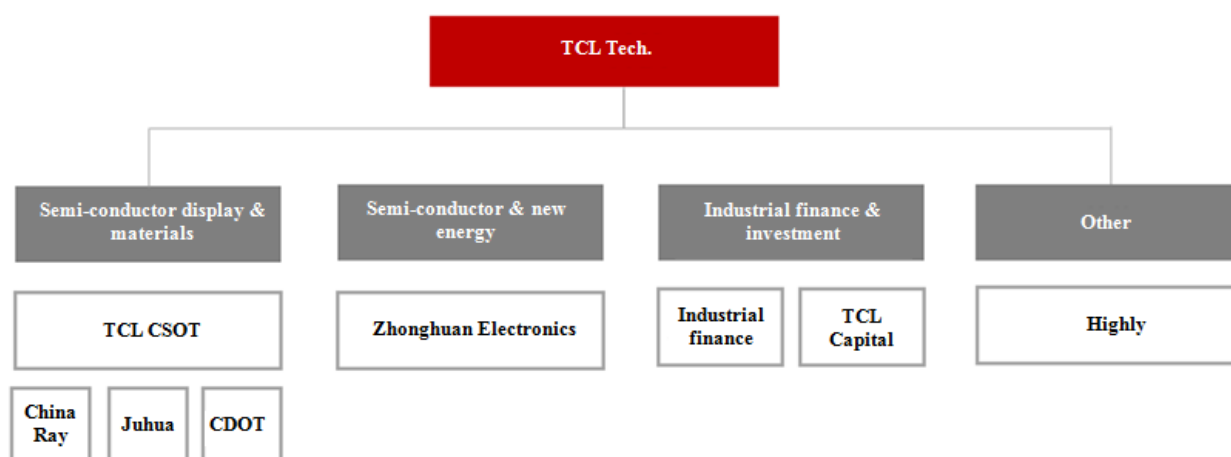 TCL Tech.
Semi-conductor display &
materials
Semi-conductor & new
energy
Industrial finance &
investment
Other
TCL CSOT
Zhonghuan Electronics
Industrial
finance
TCL
Capital
Highly
China
Ray
Juhua
CDOT